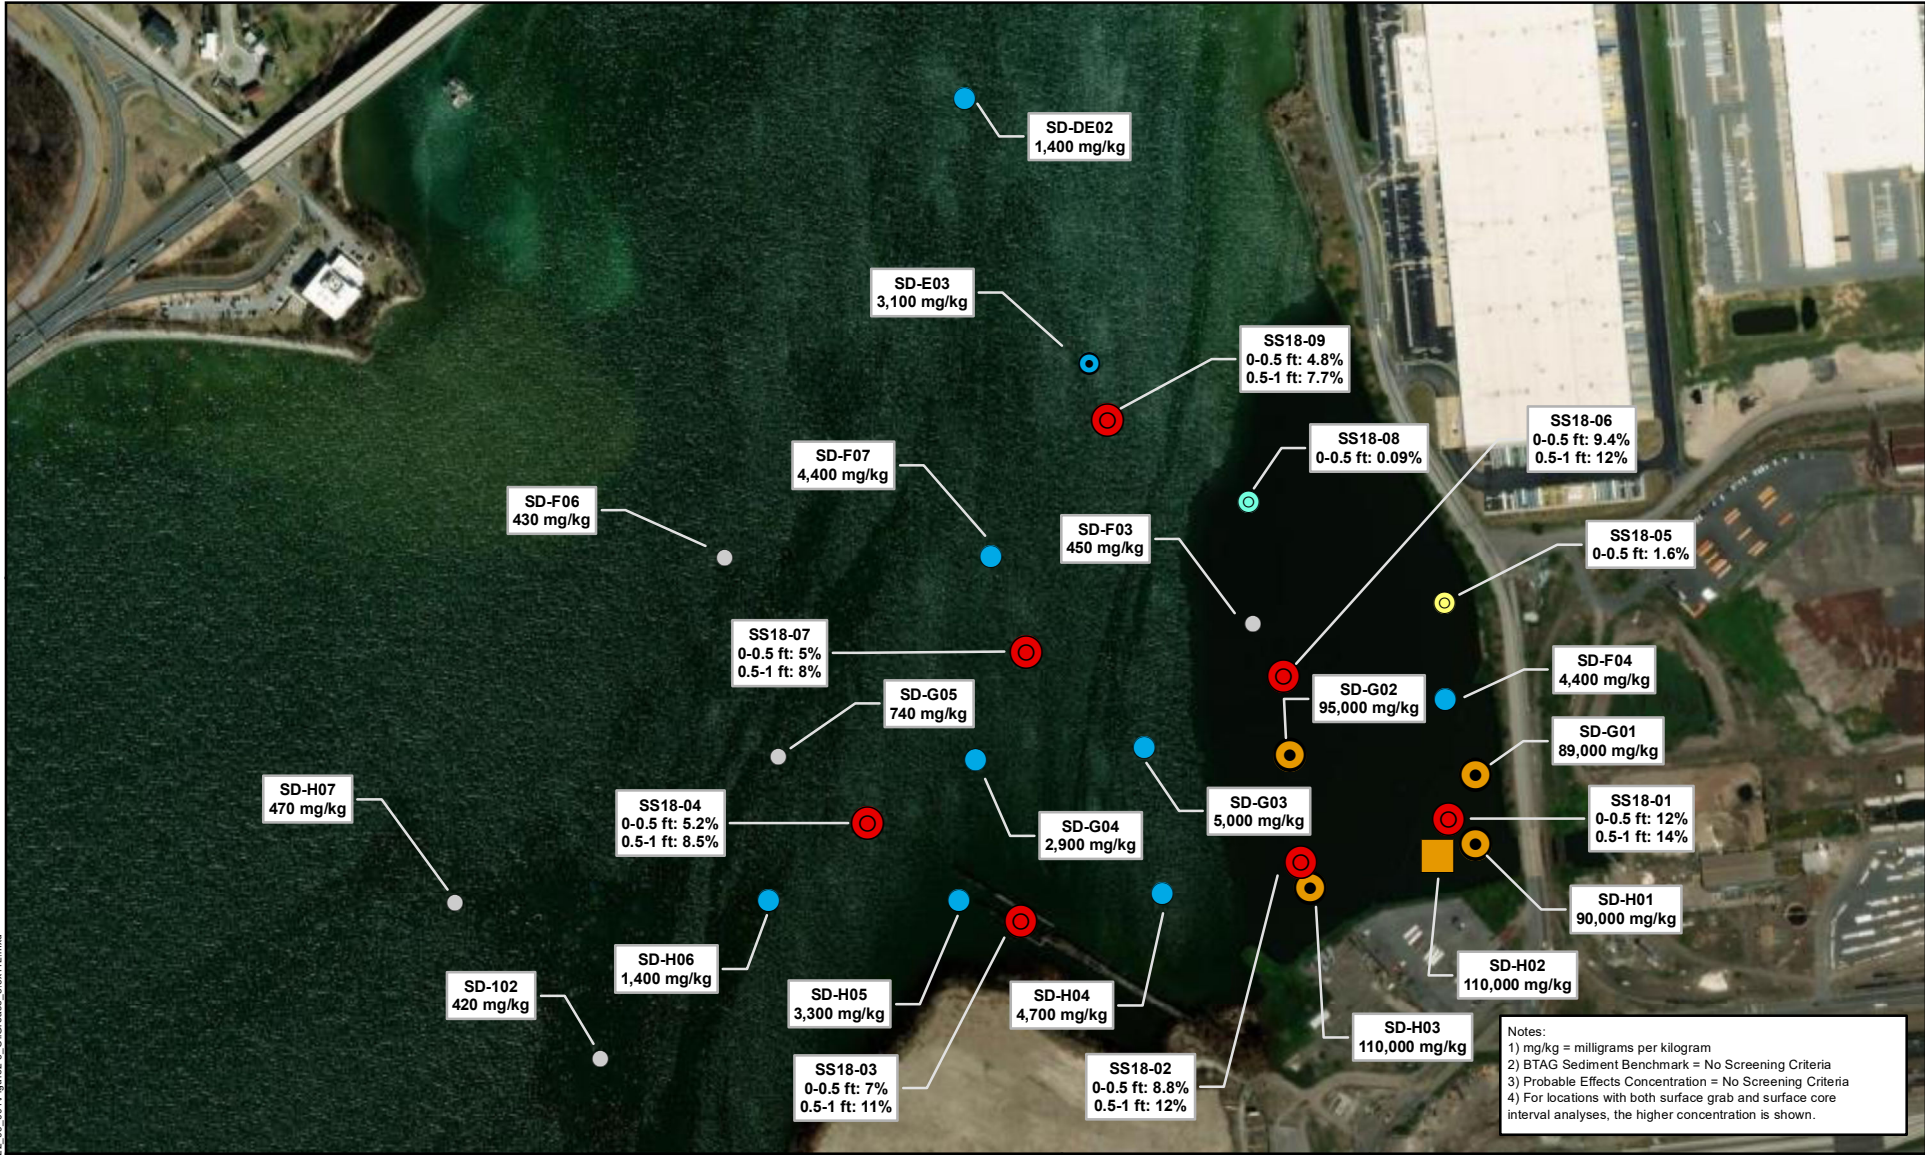 SD-DE02
1,400 mg/kg
SD-E03
3,100 mg/kg
SS18-09
0-0.5 ft: 4.8%
0.5-1 ft: 7.7%
SS18-06
0-0.5 ft: 9.4%
0.5-1 ft: 12%
SS18-08
0-0.5 ft: 0.09%
SD-F07
4,400 mg/kg
SD-F06
430 mg/kg
SD-F03
450 mg/kg
SS18-05
0-0.5 ft: 1.6%
SS18-07
0-0.5 ft: 5%
0.5-1 ft: 8%
SD-F04
4,400 mg/kg
SD-G05
740 mg/kg
SD-G02
95,000 mg/kg
SD-G01
89,000 mg/kg
SD-H07
470 mg/kg
SS18-04
0-0.5 ft: 5.2%
0.5-1 ft: 8.5%
SD-G04
2,900 mg/kg
SD-G03
5,000 mg/kg
SS18-01
0-0.5 ft: 12%
0.5-1 ft: 14%
SD-H01
90,000 mg/kg
SD-H06
1,400 mg/kg
SD-102
420 mg/kg
SD-H05
3,300 mg/kg
SD-H04
4,700 mg/kg
SD-H02
110,000 mg/kg
SD-H03
110,000 mg/kg
SS18-03
0-0.5 ft: 7%
0.5-1 ft: 11%
SS18-02
0-0.5 ft: 8.8%
0.5-1 ft: 12%
Notes:
1) mg/kg = milligrams per kilogram
2) BTAG Sediment Benchmark = No Screening Criteria
3) Probable Effects Concentration = No Screening Criteria
4) For locations with both surface grab and surface core
interval analyses, the higher concentration is shown.